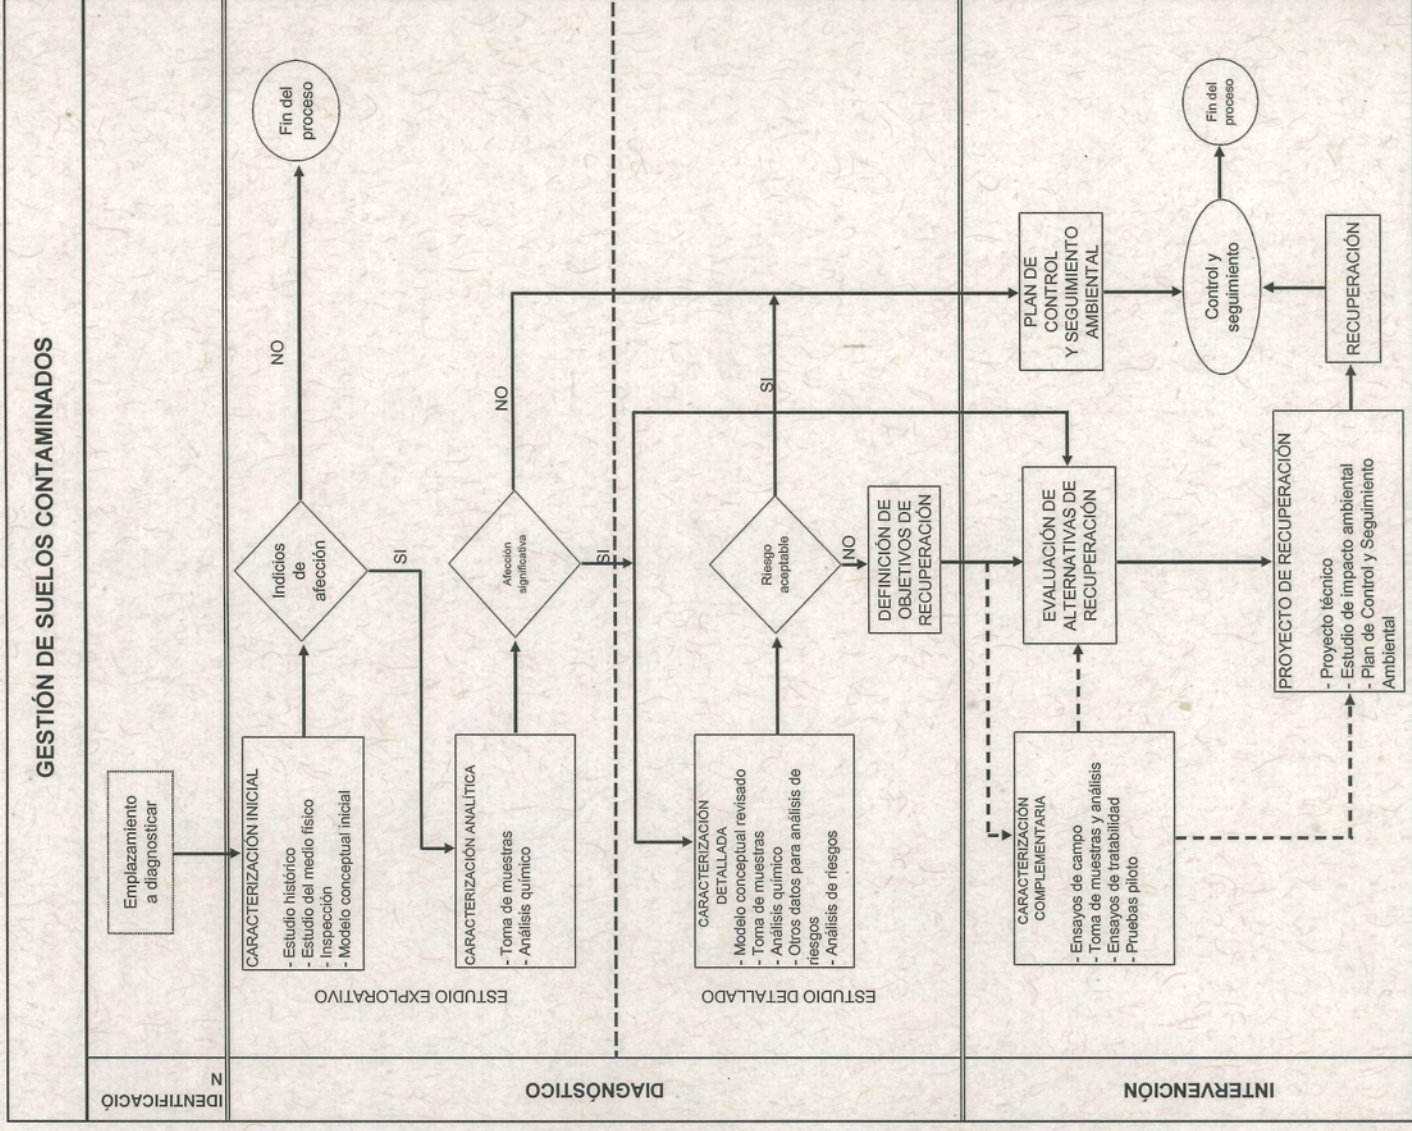 GESTIÓN DE SUELOS CONTAMINADOS
IDENTIFICACIÓ
N
Emplazamiento
a diagnosticar
DIAGNÓSTICO
ESTUDIO EXPLORATIVO
CARACTERIZACIÓN INICIAL
- Estudio histórico
- Estudio del medio físico
- Inspección
- Modelo conceptual inicial
Indicios
de
afección
NO
Fin del
proceso
SI
CARACTERIZACIÓN ANALÍTICA
- Toma de muestras
- Análisis químico
Afección
significativa
NO
SI
ESTUDIO DETALLADO
CARACTERIZACIÓN
DETALLADA
- Modelo conceptual revisado
- Toma de muestras
- Análisis químico
- Otros datos para análisis de
riesgos
- Análisis de riesgos
Riesgo
aceptable
SI
NO
DEFINICIÓN DE
OBJETIVOS DE
RECUPERACIÓN
INTERVENCIÓN
CARACTERIZACIÓN
COMPLEMENTARIA
- Ensayos de campo
- Toma de muestras y análisis
- Ensayos de tratabilidad
- Pruebas piloto
EVALUACIÓN DE
ALTERNATIVAS DE
RECUPERACIÓN
PLAN DE
CONTROL
Y SEGUIMIENTO
AMBIENTAL
Control y
seguimiento
Fin del
proceso
PROYECTO DE RECUPERACIÓN
- Proyecto técnico
- Estudio de impacto ambiental
- Plan de Control y Seguimiento
Ambiental
RECUPERACIÓN